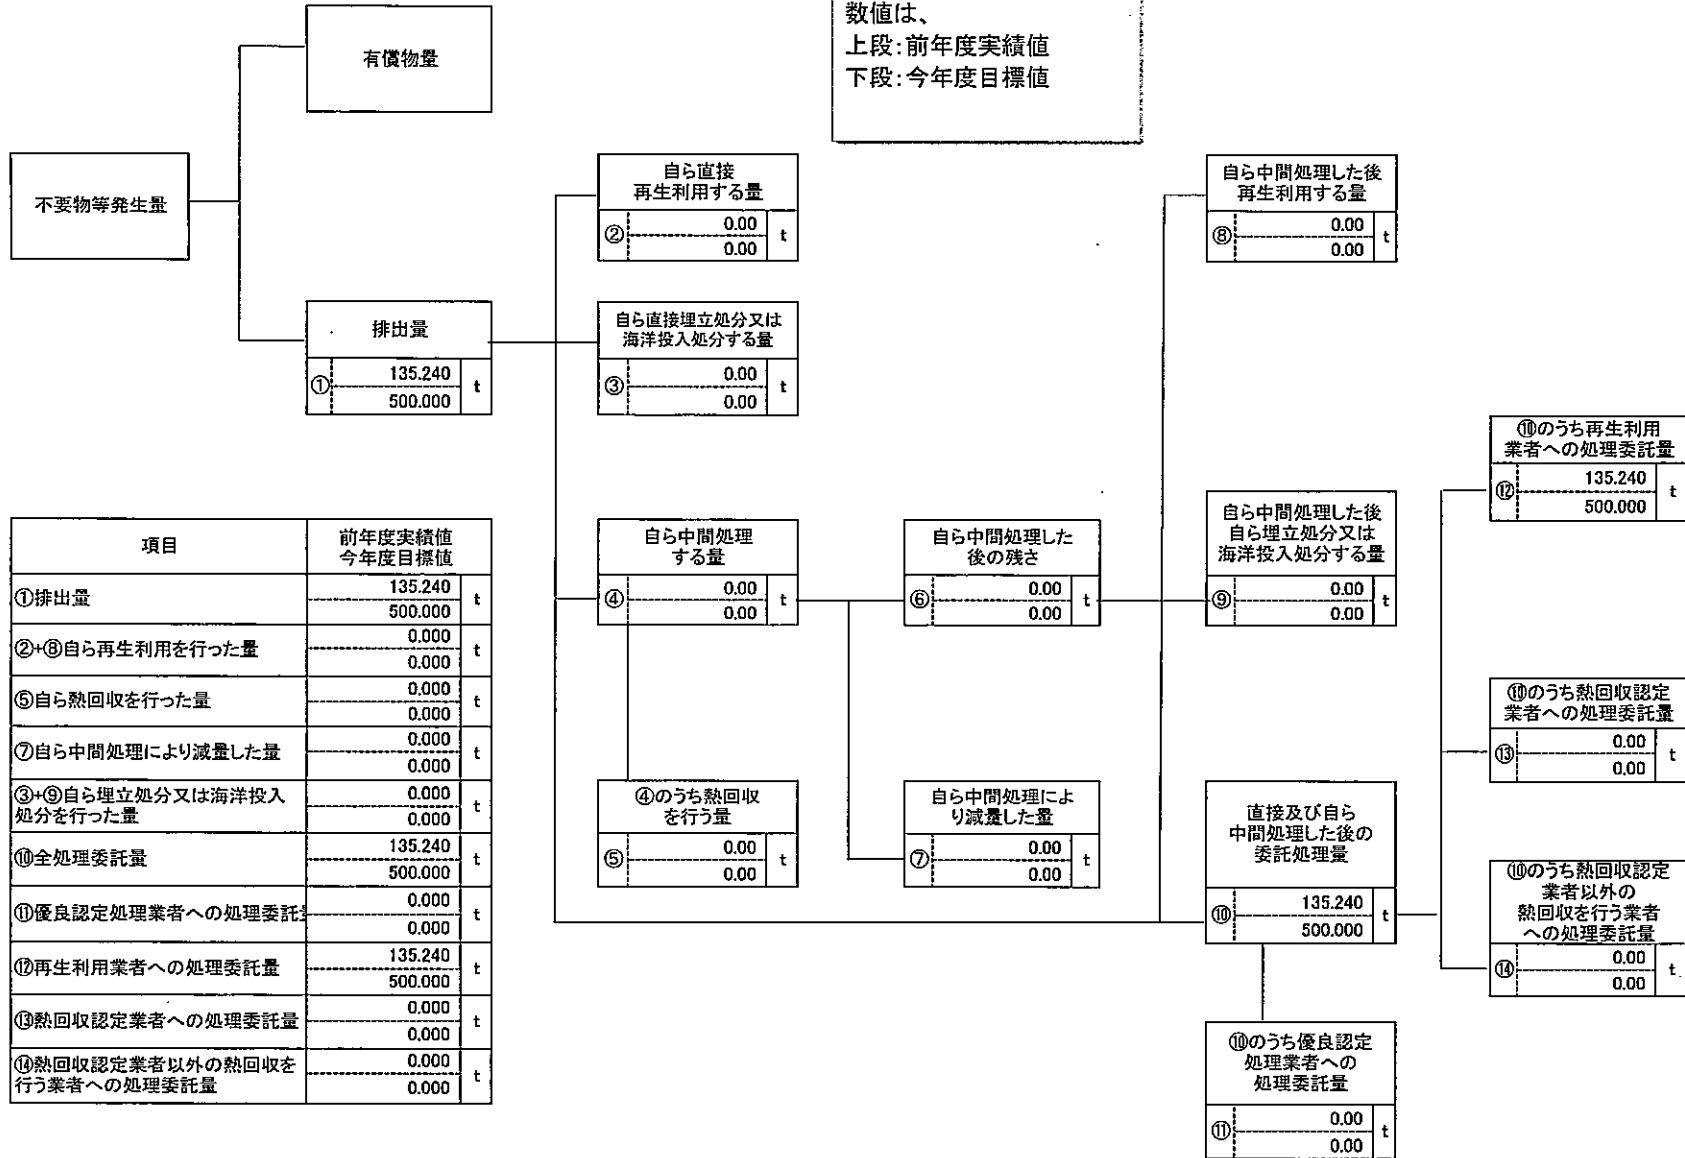 数値は、
上段:前年度実績値
下段:今年度目標値
有償物量
不要物等発生量
排出量
① 135.240 t
500.000
自ら直接
再生利用する量
② 0.00 t
0.00
自ら直接埋立処分又は
海洋投入処分する量
③ 0.00 t
0.00
自ら中間処理
する量
④ 0.00 t
0.00
④のうち熱回収
を行う量
⑤ 0.00 t
0.00
自ら中間処理した
後の残さ
⑥ 0.00 t
0.00
自ら中間処理によ
り減量した量
⑦ 0.00 t
0.00
自ら中間処理した後
再生利用する量
⑧ 0.00 t
0.00
自ら中間処理した後
自ら埋立処分又は
海洋投入処分する量
⑨ 0.00 t
0.00
直接及び自ら
中間処理した後の
委託処理量
⑩ 135.240 t
500.000
⑩のうち優良認定
処理業者への
処理委託量
⑪ 0.00 t
0.00
⑩のうち再生利用
業者への処理委託量
⑫ 135.240 t
500.000
⑩のうち熱回収認定
業者への処理委託量
⑬ 0.00 t
0.00
⑩のうち熱回収認定
業者以外の
熱回収を行う業者
への処理委託量
⑭ 0.00 t
0.00
項目 前年度実績値
今年度目標値
①排出量 135.240 t
500.000
②+⑧自ら再生利用を行った量 0.000 t
0.000
⑤自ら熱回収を行った量 0.000 t
0.000
⑦自ら中間処理により減量した量 0.000 t
0.000
③+⑨自ら埋立処分又は海洋投入
処分を行った量 0.000 t
0.000
⑩全処理委託量 135.240 t
500.000
⑪優良認定処理業者への処理委託 0.000 t
0.000
⑫再生利用業者への処理委託量 135.240 t
500.000
⑬熱回収認定業者への処理委託量 0.000 t
0.000
⑭熱回収認定業者以外の熱回収を
行う業者への処理委託量 0.000 t
0.000